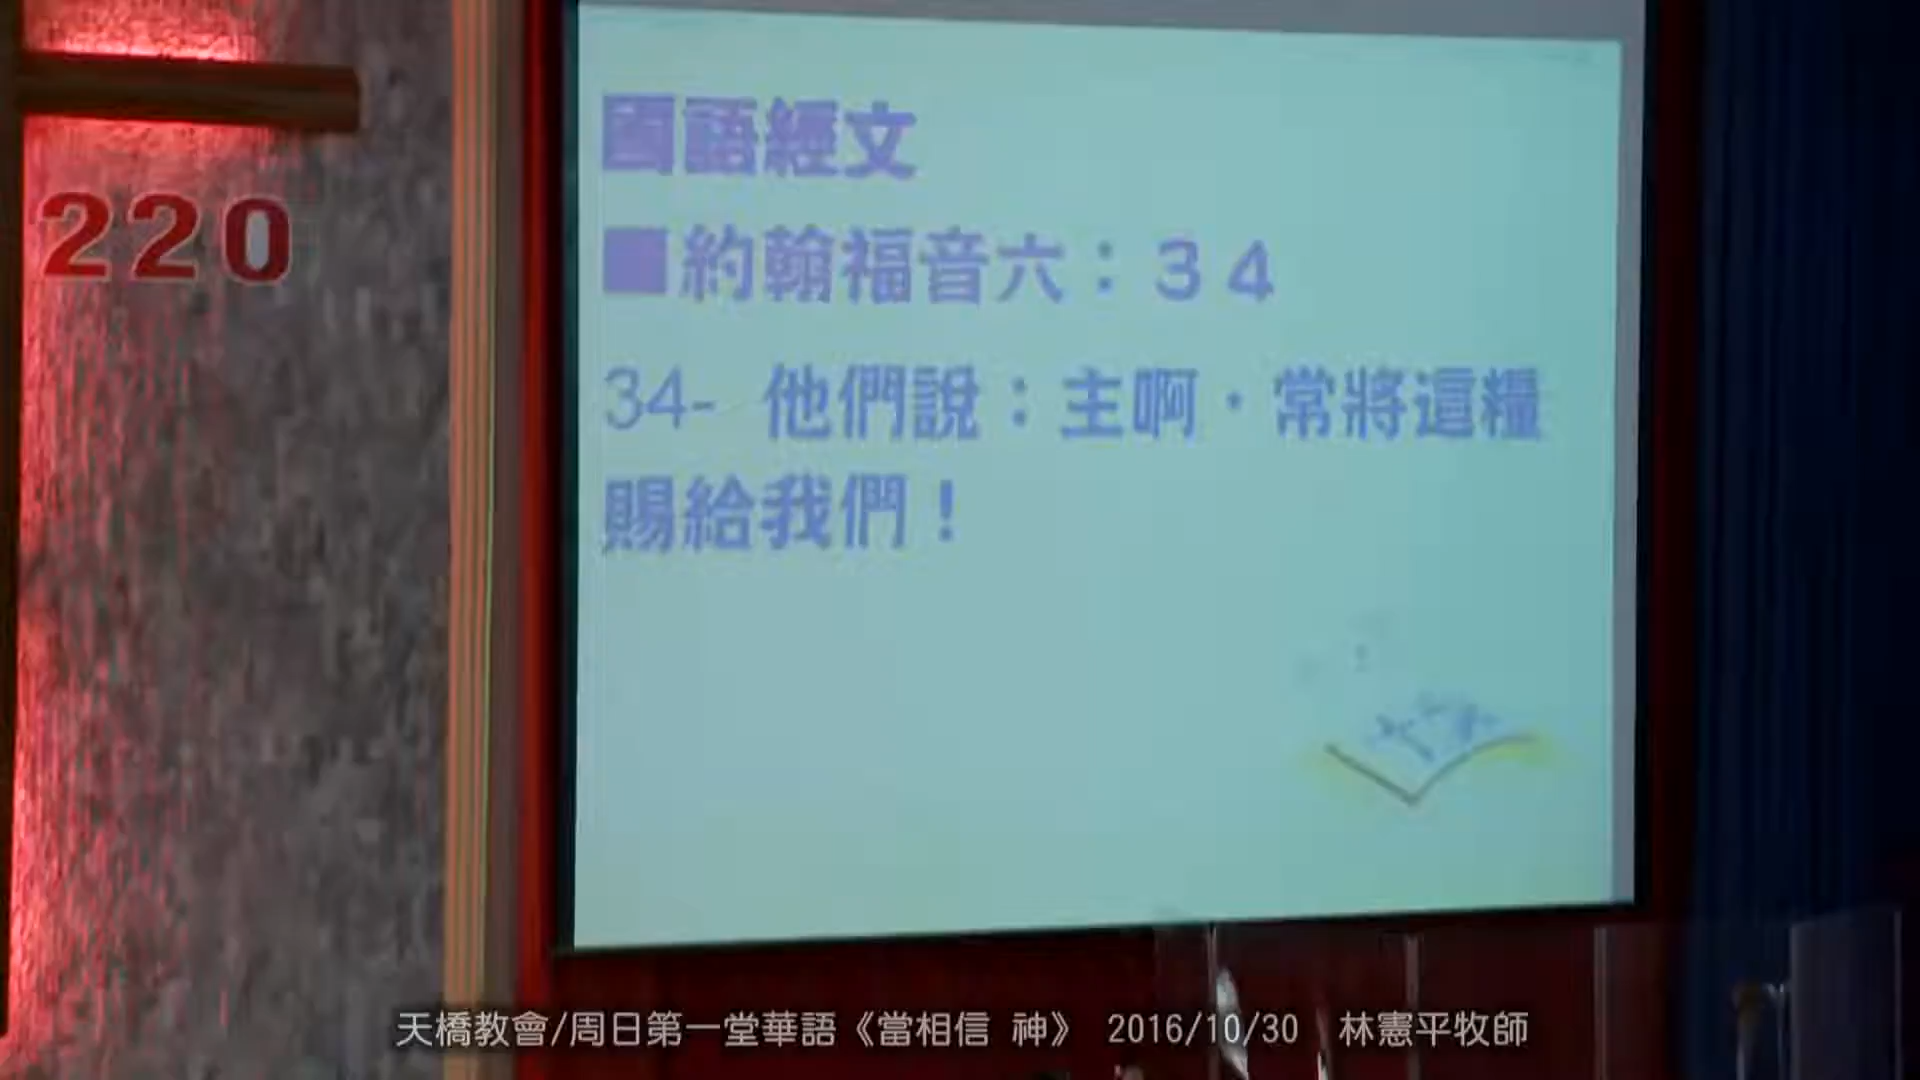 220
國語經文
■約翰福音六：３４
34- 他們說：主啊‧常將這糧
賜給我們！
天橋教會/周日第一堂華語《當相信 神》 2016/10/30 林憲平牧師